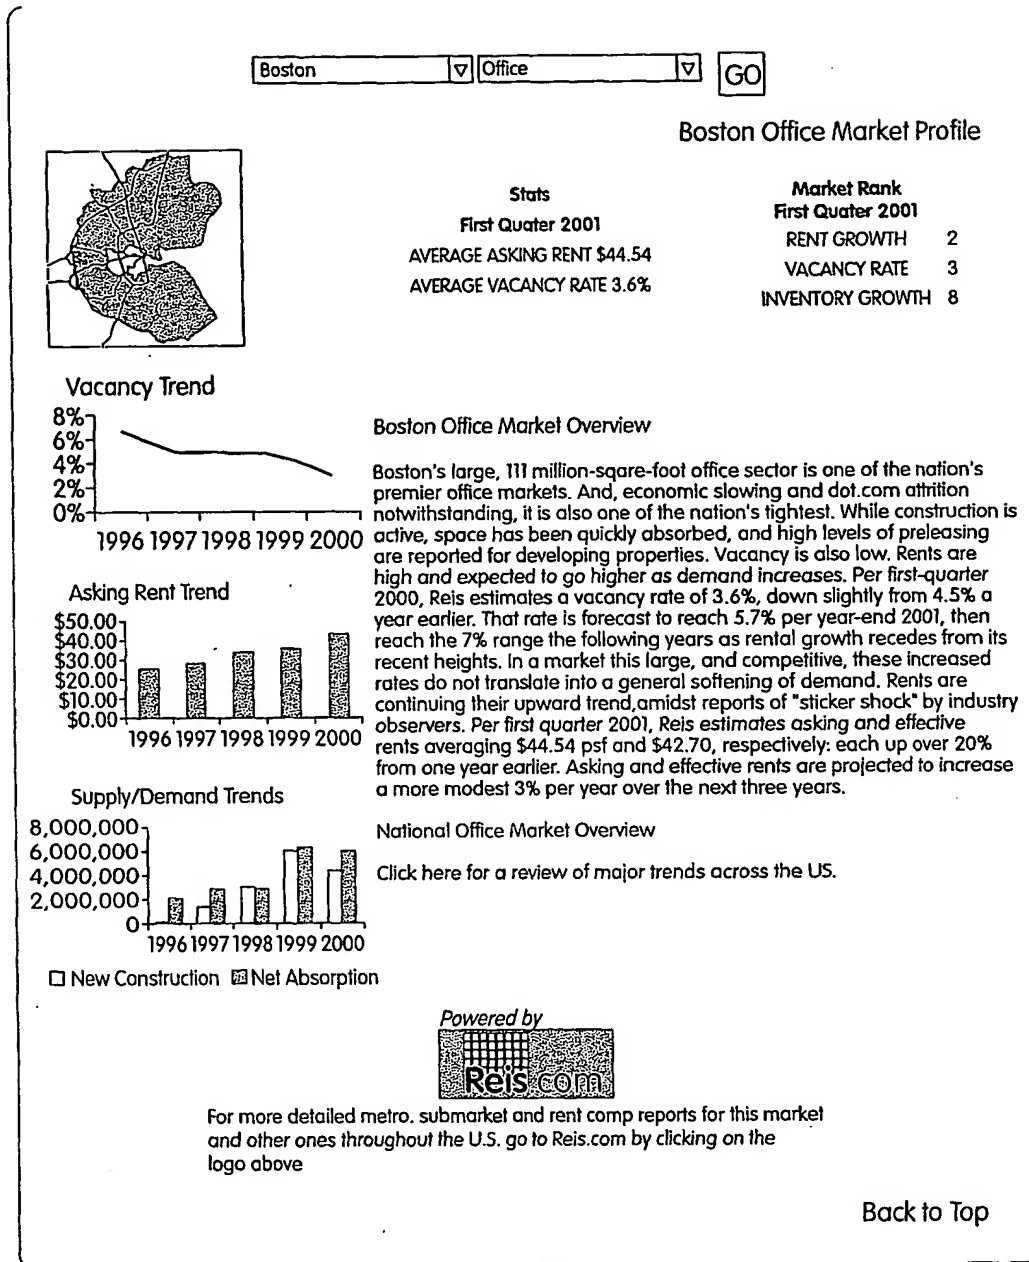 Boston Office GO
Boston Office Market Profile
Stats
First Quater 2001
AVERAGE ASKING RENT $44.54
AVERAGE VACANCY RATE 3.6%
Market Rank
First Quater 2001
RENT GROWTH 2
VACANCY RATE 3
INVENTORY GROWTH 8
Vacancy Trend
8%
6%
4%
2%
0%
1996 1997 1998 1999 2000
Asking Rent Trend
$50.00
$40.00
$30.00
$20.00
$10.00
$0.00
1996 1997 1998 1999 2000
Supply/Demand Trends
8,000,000
6,000,000
4,000,000
2,000,000
0
1996 1997 1998 1999 2000
New Construction Net Absorption
Boston Office Market Overview
Boston's large, 111 million-sqare-foot office sector is one of the nation's
premier office markets. And, economic slowing and dot.com attrition
notwithstanding, it is also one of the nation's tightest. While construction is
active, space has been quickly absorbed, and high levels of preleasing
are reported for developing properties. Vacancy is also low. Rents are
high and expected to go higher as demand increases. Per first-quarter
2000, Reis estimates a vacancy rate of 3.6%, down slightly from 4.5% a
year earlier. That rate is forecast to reach 5.7% per year-end 2001, then
reach the 7% range the following years as rental growth recedes from its
recent heights. In a market this large, and competitive, these increased
rates do not translate into a general softening of demand. Rents are
continuing their upward trend,amidst reports of "sticker shock" by industry
observers. Per first quarter 2001, Reis estimates asking and effective
rents averaging $44.54 psf and $42.70, respectively: each up over 20%
from one year earlier. Asking and effective rents are projected to increase
a more modest 3% per year over the next three years.
National Office Market Overview
Click here for a review of major trends across the US.
Powered by
Reis.com
For more detailed metro. submarket and rent comp reports for this market
and other ones throughout the U.S. go to Reis.com by clicking on the
logo above
Back to Top